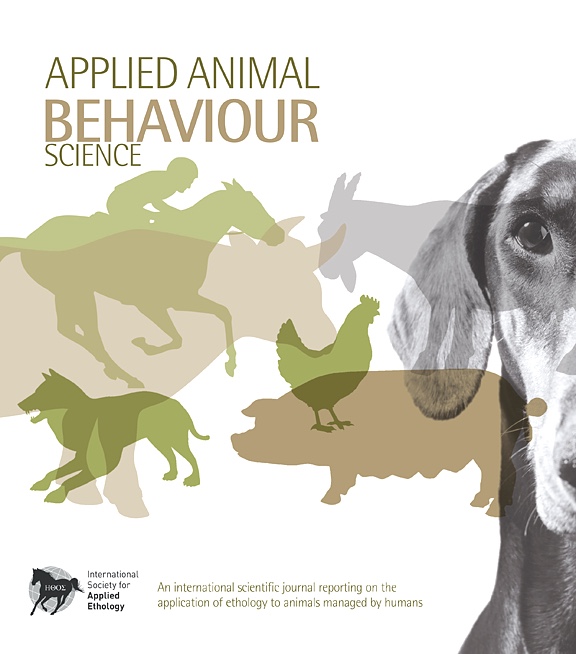 APPLIED ANIMAL
BEHAVIOUR
SCIENCE
ΗΘΟΣ
International
Society for
Applied
Ethology
An international scientific journal reporting on the
application of ethology to animals managed by humans